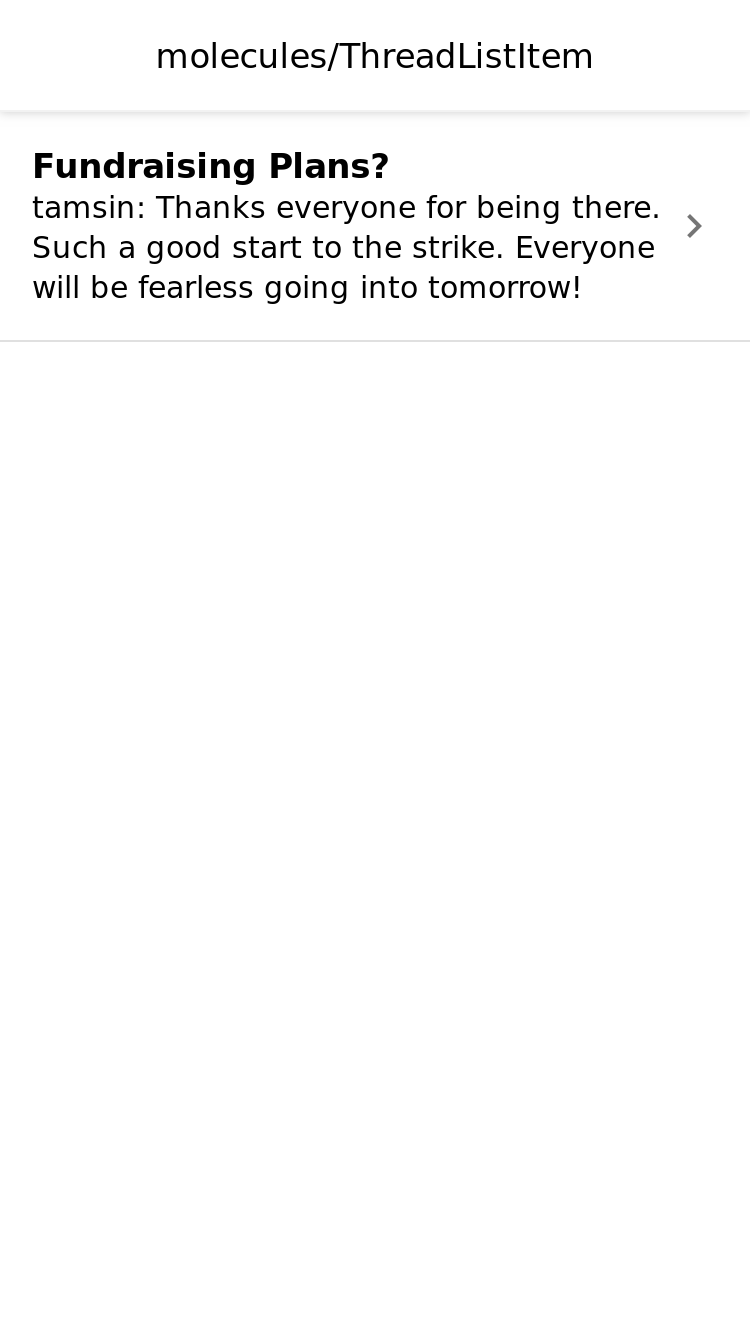 molecules/ThreadListItem
Fundraising Plans?
tamsin: Thanks everyone for being there.
Such a good start to the strike. Everyone
will be fearless going into tomorrow!